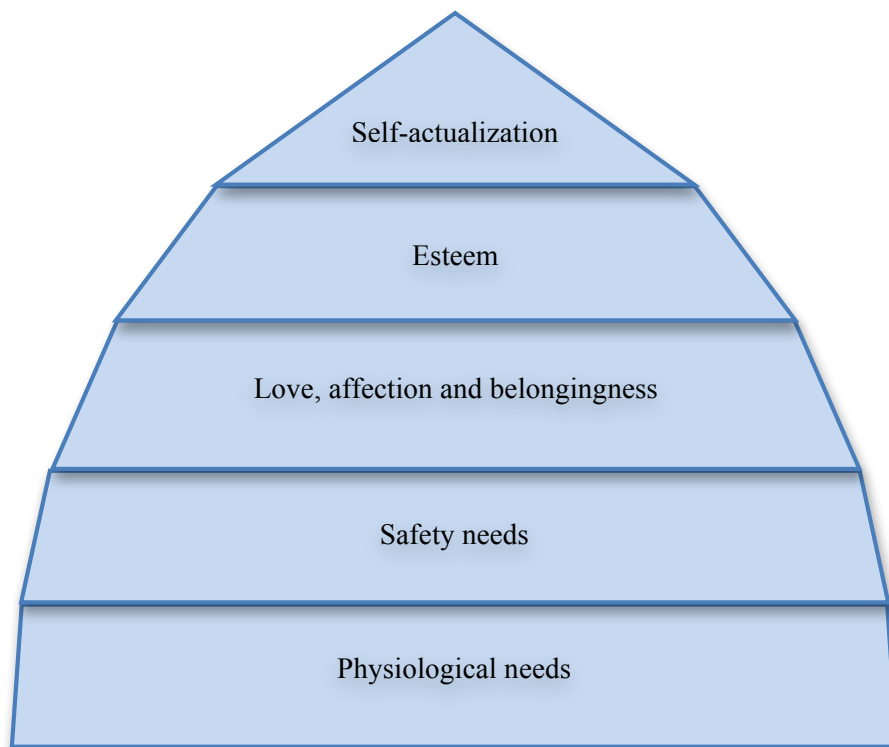 Self-actualization
Esteem
Love, affection and belongingness
Safety needs
Physiological needs